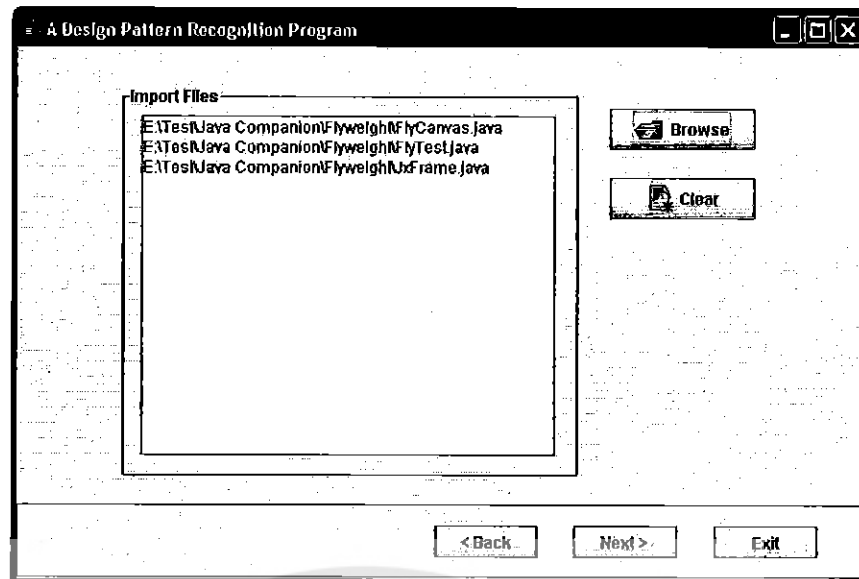 A Design Pattern Recognition Program
Import Files
E:\Test\Java Companion\Flyweight\FlyCanvas.java
E:\Test\Java Companion\Flyweight\FlyTest.java
E:\Test\Java Companion\Flyweight\JxFrame.java
Browse
Clear
< Back
Next >
Exit